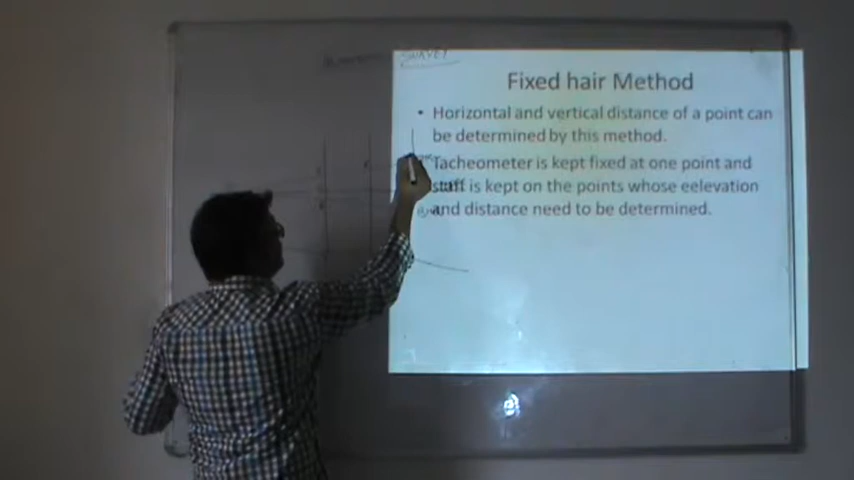 SURVEY
Fixed hair Method
• Horizontal and vertical distance of a point can
be determined by this method.
Tacheometer is kept fixed at one point and
staff is kept on the points whose eelevation
and distance need to be determined.